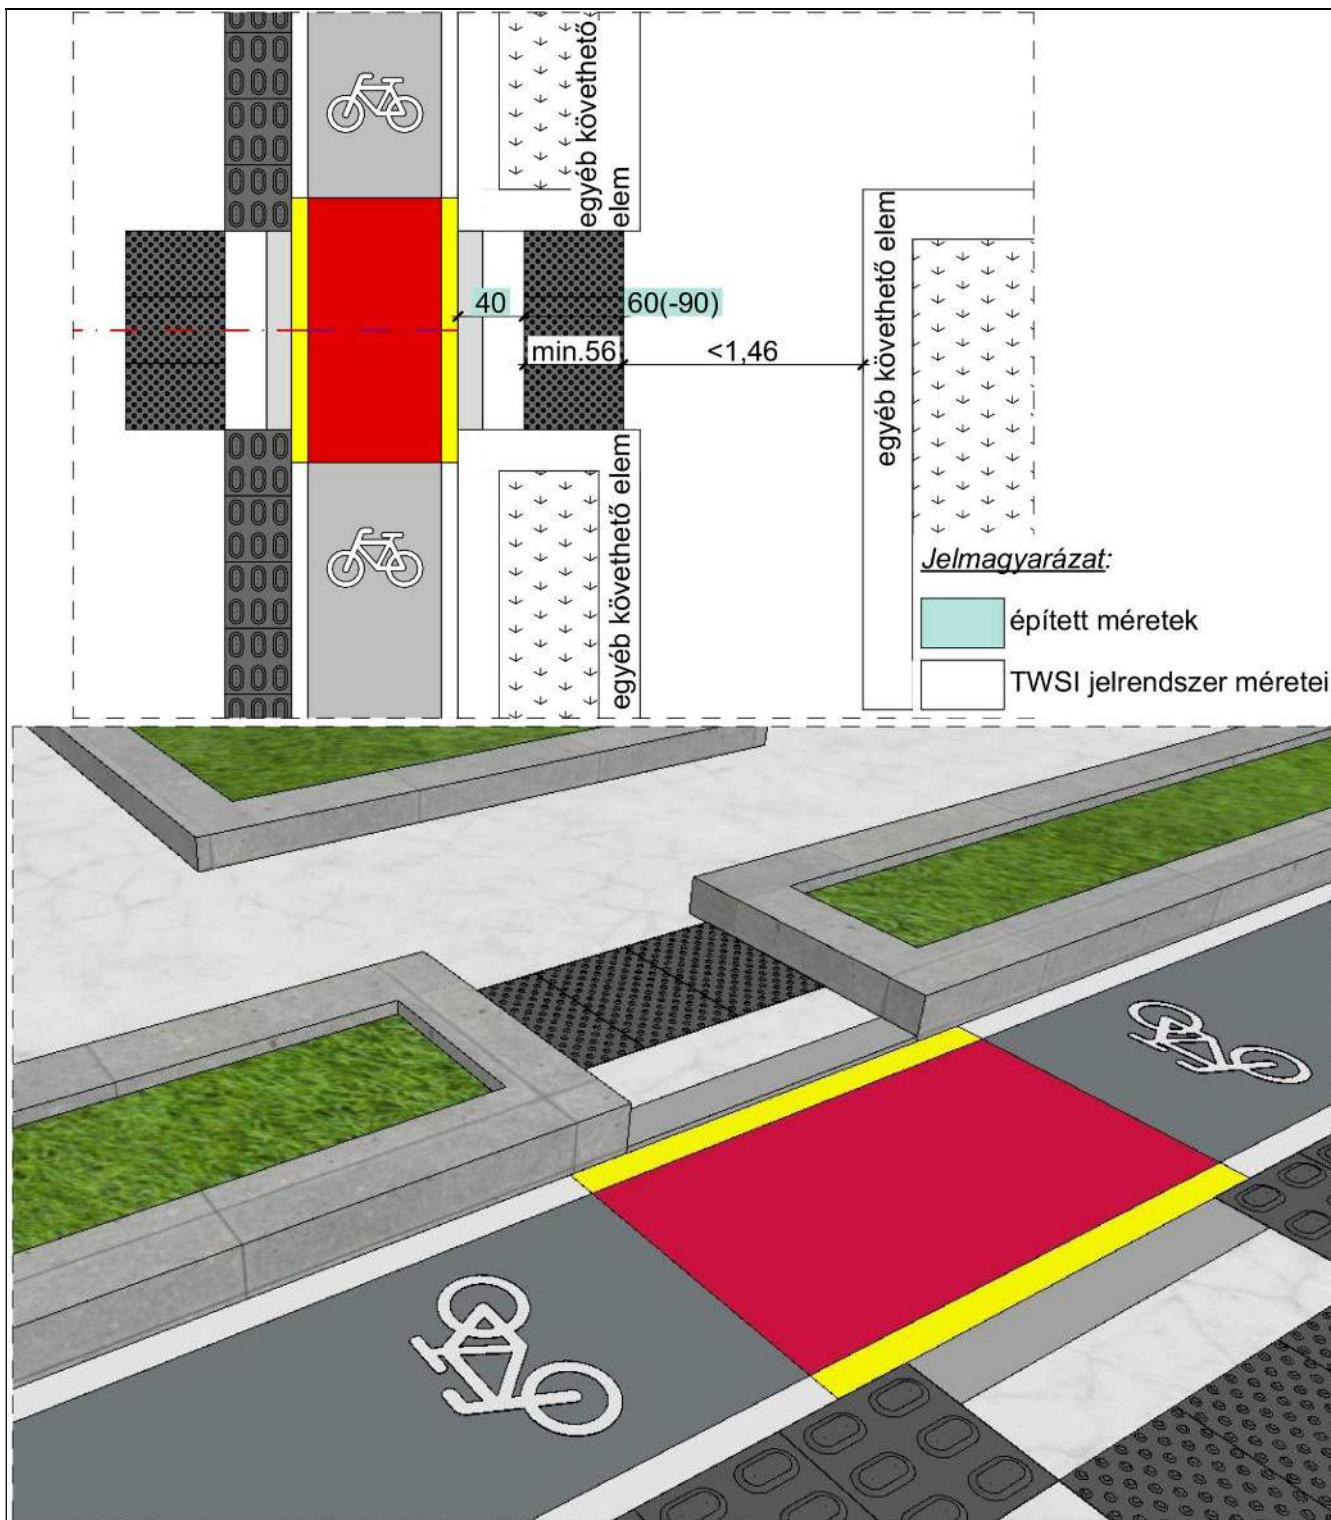 egyéb követhető
elem
egyéb követhető elem
40
60(-90)
min.56
<1,46
egyéb követhető elem
Jelmagyarázat:
épített méretek
TWSI jelrendszer méretei